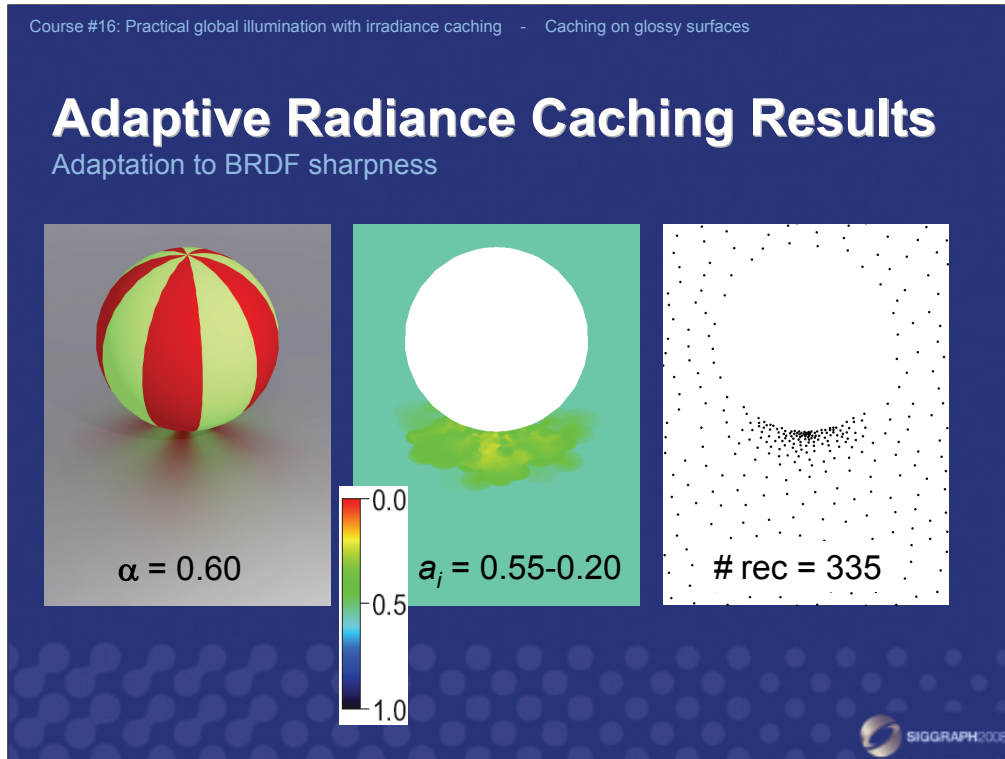 Course #16: Practical global illumination with irradiance caching - Caching on glossy surfaces
Adaptive Radiance Caching Results
Adaptation to BRDF sharpness
α = 0.60
aᵢ = 0.55-0.20
# rec = 335
0.0
0.5
1.0
SIGGRAPH2008